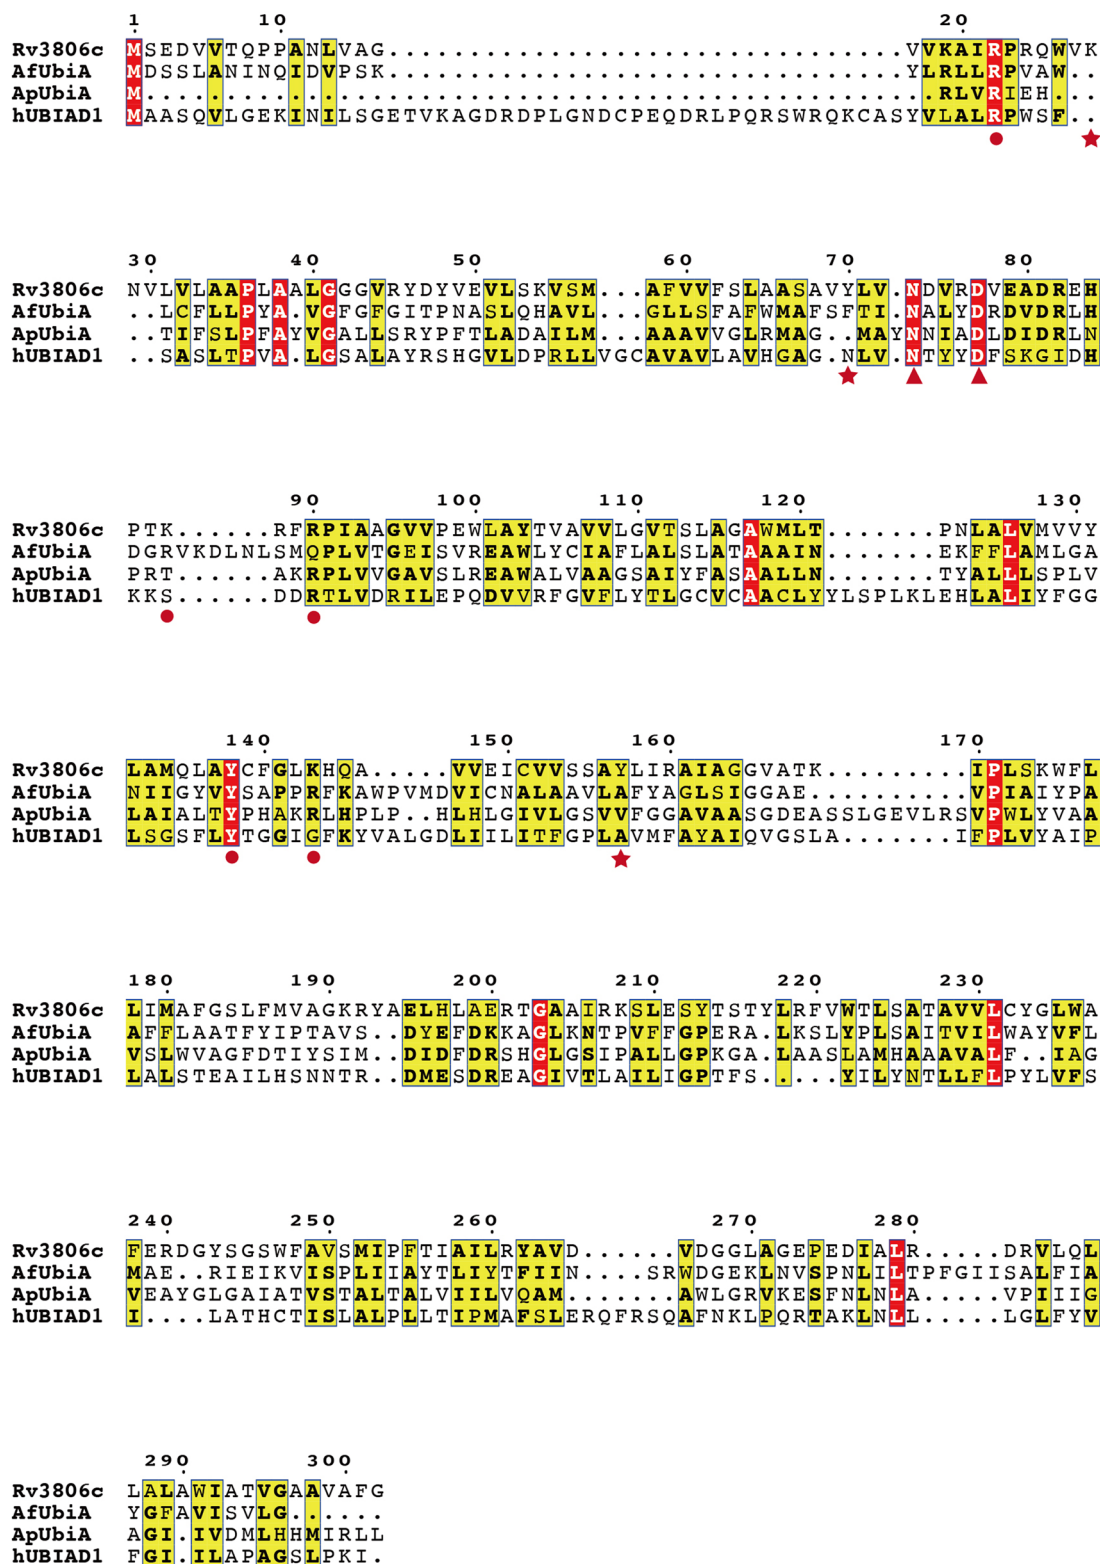 1 10 20
Rv3806c MSEDVVTQPPANLVAG................................VVKAIRPRQWVK
AfUbiA MDSSLANINQIDVPSK................................YLRLLRPVAW..
ApUbiA M.................................................RLVRIEH...
hUBIAD1 MAASQVLGEKINILSGETVKAGDRDPLGNDCPEQDRLPQRSWRQKCASYVLALRPWSF..
30 40 50 60 70 80
Rv3806c NVLVLAAPLAALGGGVRYDYVEVLSKVSM...AFVVFSLAASAVYLV.NDVRDVEADREH
AfUbiA ..LCFLLPYA.VGFGFGITPNASLQHAVL...GLLSFAFWMAFSFTI.NALYDRDVDRLH
ApUbiA ..TIFSLPFAYVGALLSRYPFTLADAILM...AAAVVGLRMAG..MAYNNIADLDIDRLN
hUBIAD1 ..SASLTPVA.LGSALAYRSHGVLDPRLLVGCAVAVLAVHGAG.NLV.NTYYDFSKGIDH
90 100 110 120 130
Rv3806c PTK......RFRPIAAGVVPEWLAYTVAVVLGVTSLAGAWMLT.......PNLALVMVVY
AfUbiA DGRVKDLNLSMQPLVTGEISVREAWLYCIAFLALSLATAAAIN.......EKFFLAMLGA
ApUbiA PRT......AKRPLVVGAVSLREAWALVAAGSAIYFASAALLN.......TYALLLSPLV
hUBIAD1 KKS......DDRTLVDRILEPQDVVRFGVFLYTLGCVCAACLYYLSPLKLEHLALIYFGG
140 150 160 170
Rv3806c LAMQLAYCFGLKHQA.....VVEICVVSSAYLIRAIAGGVATK.........IPLSKWFL
AfUbiA NIIGYVYSAPPRFKAWPVMDVICNALAAVLAFYAGLSIGGAE..........VPIAIYPA
ApUbiA LAIALTYPHAKRLHPLP..HLHLGIVLGSVVFGGAVAASGDEASSLGEVLRSVPWLYVAA
hUBIAD1 LSGSFLYTGGIGFKYVALGDLIILITFGPLAVMFAYAIQVGSLA.......IFPLVYAIP
180 190 200 210 220 230
Rv3806c LIMAFGSLFMVAGKRYAELHLAERTGAAIRKSLESYTSTYLRFVWTLSATAVVLCYGLWA
AfUbiA AFFLAATFYIPTAVS..DYEFDKKAGLKNTPVFFGPERA.LKSLYPLSAITVILWAYVFL
ApUbiA VSLWVAGFDTIYSIM..DIDFDRSHGLGSIPALLGPKGA.LAASLAMHAAAVALF..IAG
hUBIAD1 LALSTEAILHSNNTR..DMESDREAGIVTLAILIGPTFS.....YILYNTLLFLPYLVFS
240 250 260 270 280
Rv3806c FERDGYSGSWFAVSMIPFTIAILRYAVD......VDGGLAGEPEDIALR.....DRVLQL
AfUbiA MAE..RIEIKVISPLIIAYTLIYTFIIN....SRWDGEKLNVSPNLILTPFGIISALFIA
ApUbiA VEAYGLGAIATVSTALTALVIILVQAM.......AWLGRVKESFNLNLA.....VPIIIG
hUBIAD1 I....LATHCTISLALPLLTIPMAFSLERQFRSQAFNKLPQRTAKLNLL.....LGLFYV
290 300
Rv3806c LALAWIATVGAAVAFG
AfUbiA YGFAVISVLG......
ApUbiA AGI.IVDMLHHMIRLL
hUBIAD1 FGI.ILAPAGSLPKI.